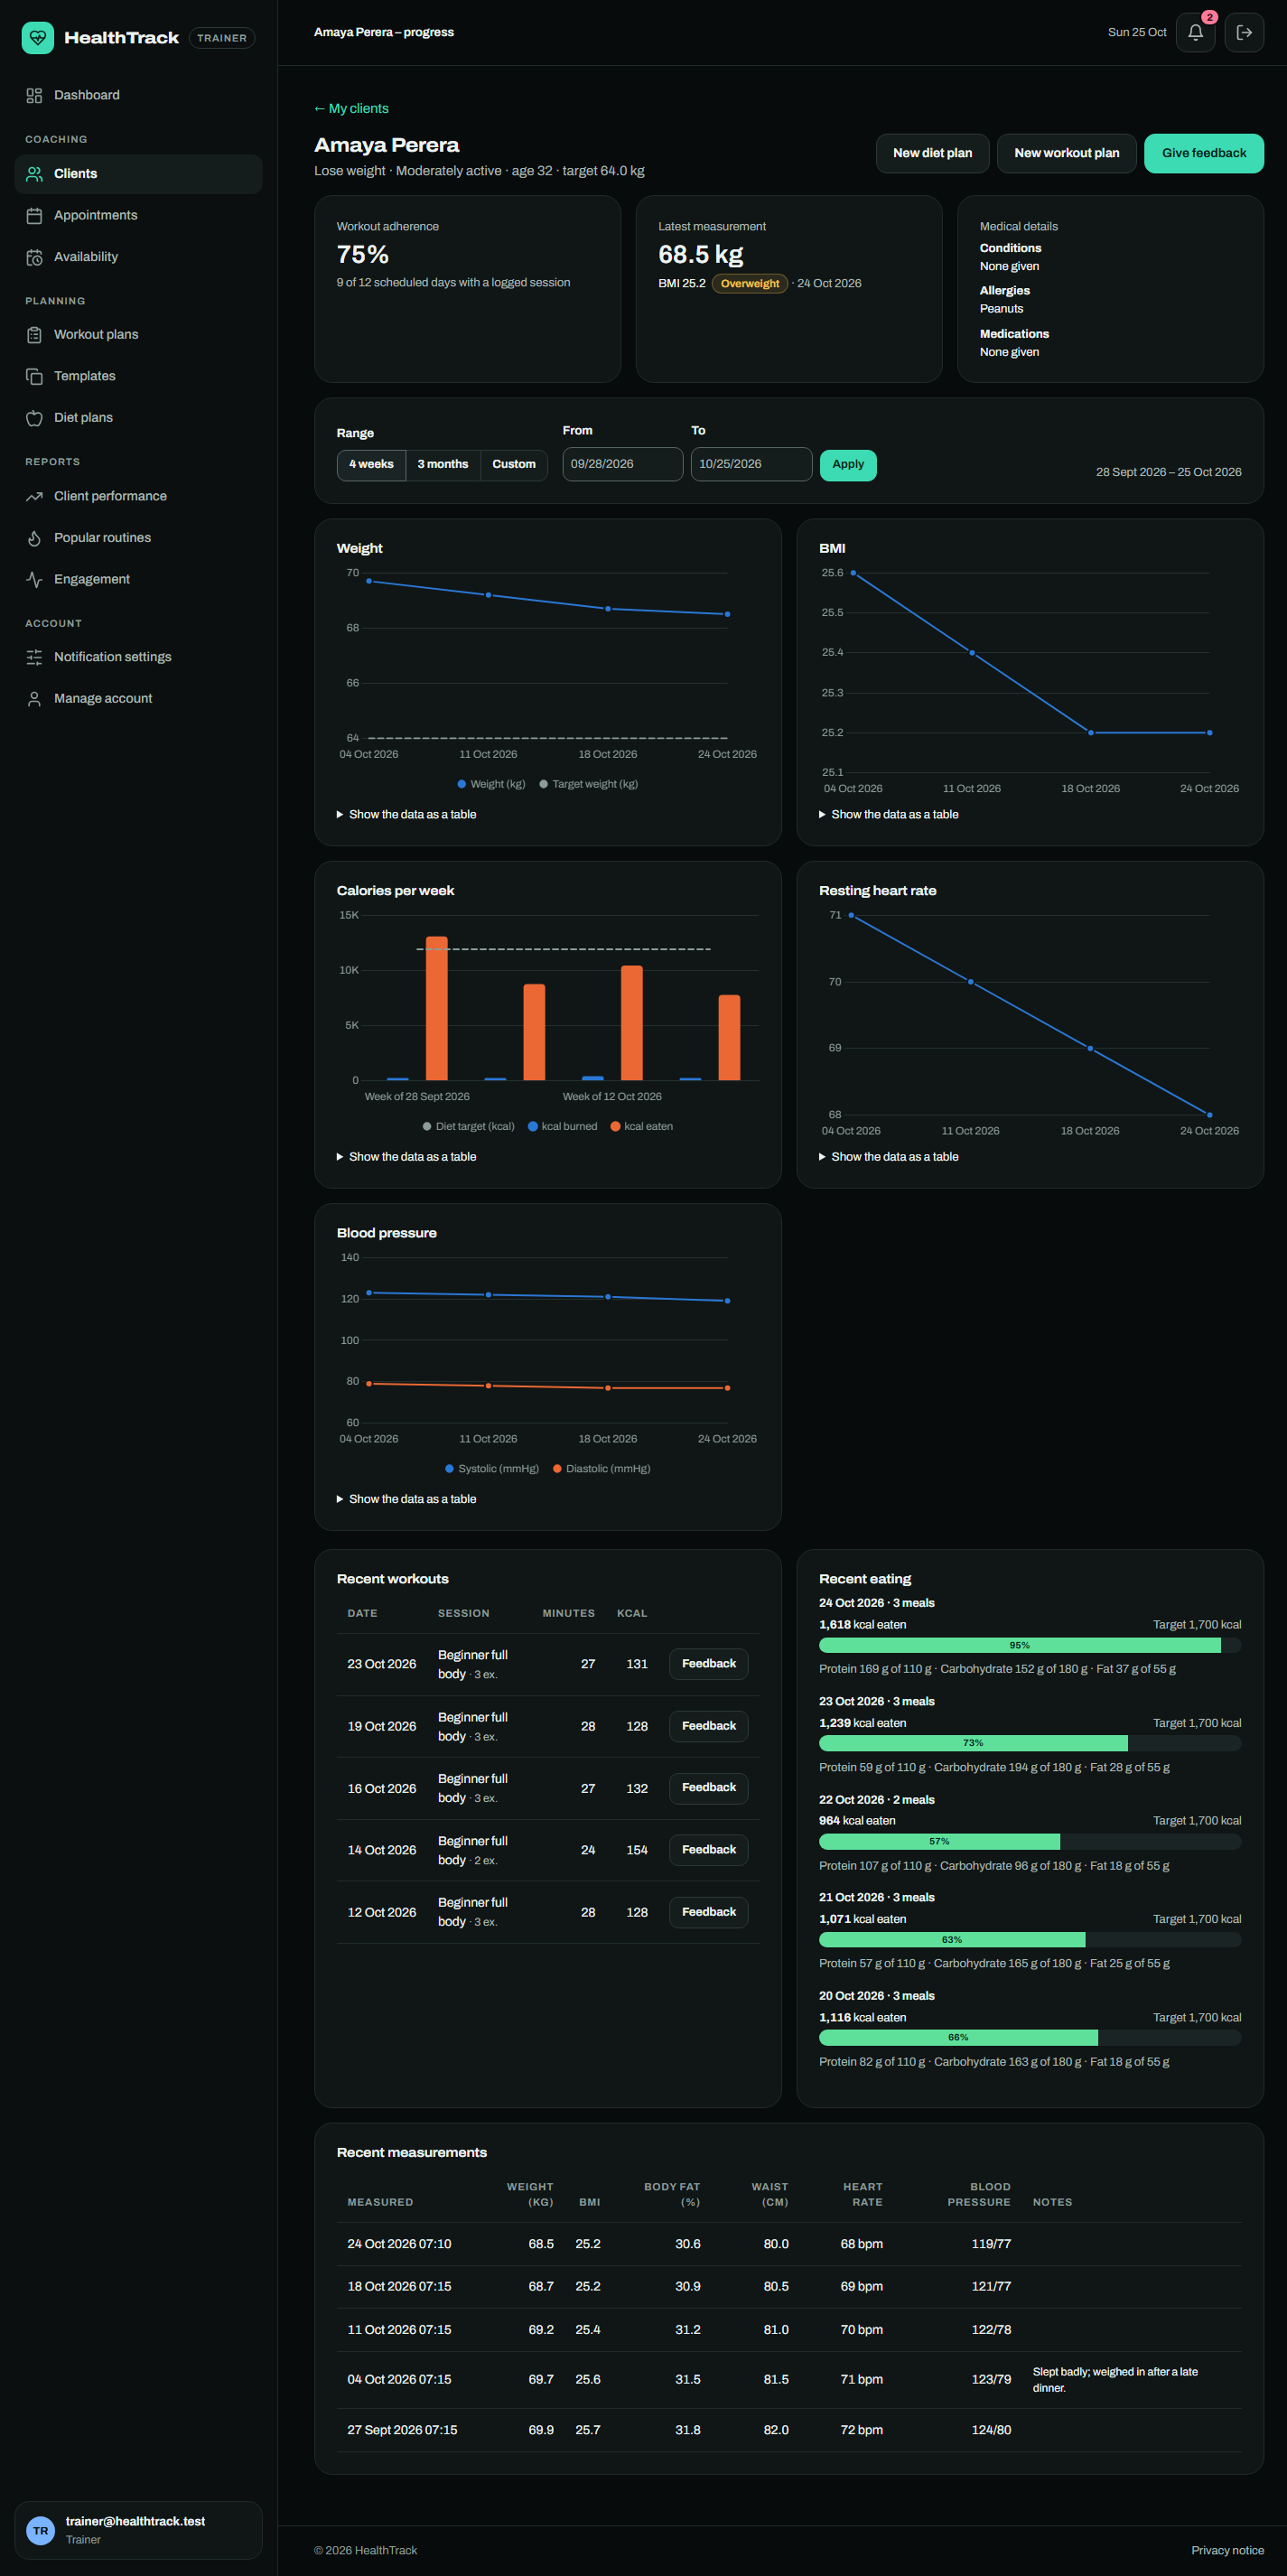 HealthTrack TRAINER
Dashboard
COACHING
Clients
Appointments
Availability
PLANNING
Workout plans
Templates
Diet plans
REPORTS
Client performance
Popular routines
Engagement
ACCOUNT
Notification settings
Manage account
TR
trainer@healthtrack.test
Trainer
Amaya Perera – progress
Sun 25 Oct
2
← My clients
Amaya Perera
Lose weight · Moderately active · age 32 · target 64.0 kg
New diet plan
New workout plan
Give feedback
Workout adherence
75%
9 of 12 scheduled days with a logged session
Latest measurement
68.5 kg
BMI 25.2 Overweight · 24 Oct 2026
Medical details
Conditions
None given
Allergies
Peanuts
Medications
None given
Range
4 weeks 3 months Custom
From
09/28/2026
To
10/25/2026
Apply
28 Sept 2026 – 25 Oct 2026
Weight
70
68
66
64
04 Oct 2026 11 Oct 2026 18 Oct 2026 24 Oct 2026
Weight (kg) Target weight (kg)
Show the data as a table
BMI
25.6
25.5
25.4
25.3
25.2
25.1
04 Oct 2026 11 Oct 2026 18 Oct 2026 24 Oct 2026
Show the data as a table
Calories per week
15K
10K
5K
0
Week of 28 Sept 2026 Week of 12 Oct 2026
Diet target (kcal) kcal burned kcal eaten
Show the data as a table
Resting heart rate
71
70
69
68
04 Oct 2026 11 Oct 2026 18 Oct 2026 24 Oct 2026
Show the data as a table
Blood pressure
140
120
100
80
60
04 Oct 2026 11 Oct 2026 18 Oct 2026 24 Oct 2026
Systolic (mmHg) Diastolic (mmHg)
Show the data as a table
Recent workouts
DATE SESSION MINUTES KCAL
23 Oct 2026 Beginner full body · 3 ex. 27 131 Feedback
19 Oct 2026 Beginner full body · 3 ex. 28 128 Feedback
16 Oct 2026 Beginner full body · 3 ex. 27 132 Feedback
14 Oct 2026 Beginner full body · 2 ex. 24 154 Feedback
12 Oct 2026 Beginner full body · 3 ex. 28 128 Feedback
Recent eating
24 Oct 2026 · 3 meals
1,618 kcal eaten Target 1,700 kcal
95%
Protein 169 g of 110 g · Carbohydrate 152 g of 180 g · Fat 37 g of 55 g
23 Oct 2026 · 3 meals
1,239 kcal eaten Target 1,700 kcal
73%
Protein 59 g of 110 g · Carbohydrate 194 g of 180 g · Fat 28 g of 55 g
22 Oct 2026 · 2 meals
964 kcal eaten Target 1,700 kcal
57%
Protein 107 g of 110 g · Carbohydrate 96 g of 180 g · Fat 18 g of 55 g
21 Oct 2026 · 3 meals
1,071 kcal eaten Target 1,700 kcal
63%
Protein 57 g of 110 g · Carbohydrate 165 g of 180 g · Fat 25 g of 55 g
20 Oct 2026 · 3 meals
1,116 kcal eaten Target 1,700 kcal
66%
Protein 82 g of 110 g · Carbohydrate 163 g of 180 g · Fat 18 g of 55 g
Recent measurements
MEASURED WEIGHT (KG) BMI BODY FAT (%) WAIST (CM) HEART RATE BLOOD PRESSURE NOTES
24 Oct 2026 07:10 68.5 25.2 30.6 80.0 68 bpm 119/77
18 Oct 2026 07:15 68.7 25.2 30.9 80.5 69 bpm 121/77
11 Oct 2026 07:15 69.2 25.4 31.2 81.0 70 bpm 122/78
04 Oct 2026 07:15 69.7 25.6 31.5 81.5 71 bpm 123/79 Slept badly; weighed in after a late dinner.
27 Sept 2026 07:15 69.9 25.7 31.8 82.0 72 bpm 124/80
© 2026 HealthTrack
Privacy notice